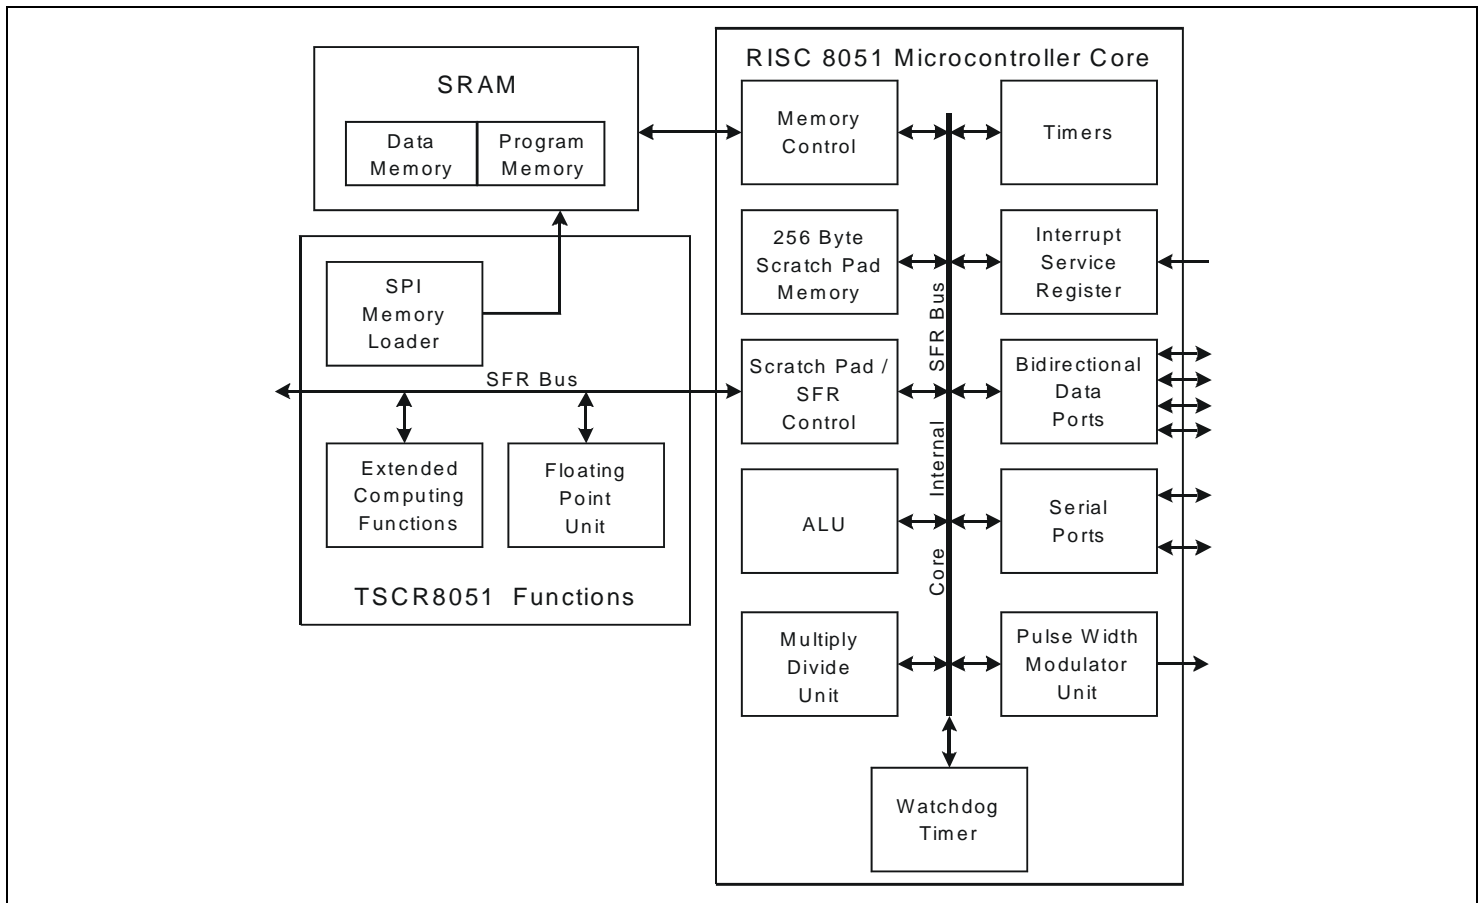 SRAM
Data
Memory
Program
Memory
SPI
Memory
Loader
SFR Bus
Extended
Computing
Functions
Floating
Point
Unit
TSCR8051 Functions
RISC 8051 Microcontroller Core
Memory
Control
Timers
256 Byte
Scratch Pad
Memory
Interrupt
Service
Register
Scratch Pad /
SFR
Control
Bidirectional
Data
Ports
ALU
Serial
Ports
Multiply
Divide
Unit
Pulse Width
Modulator
Unit
Core Internal SFR Bus
Watchdog
Timer